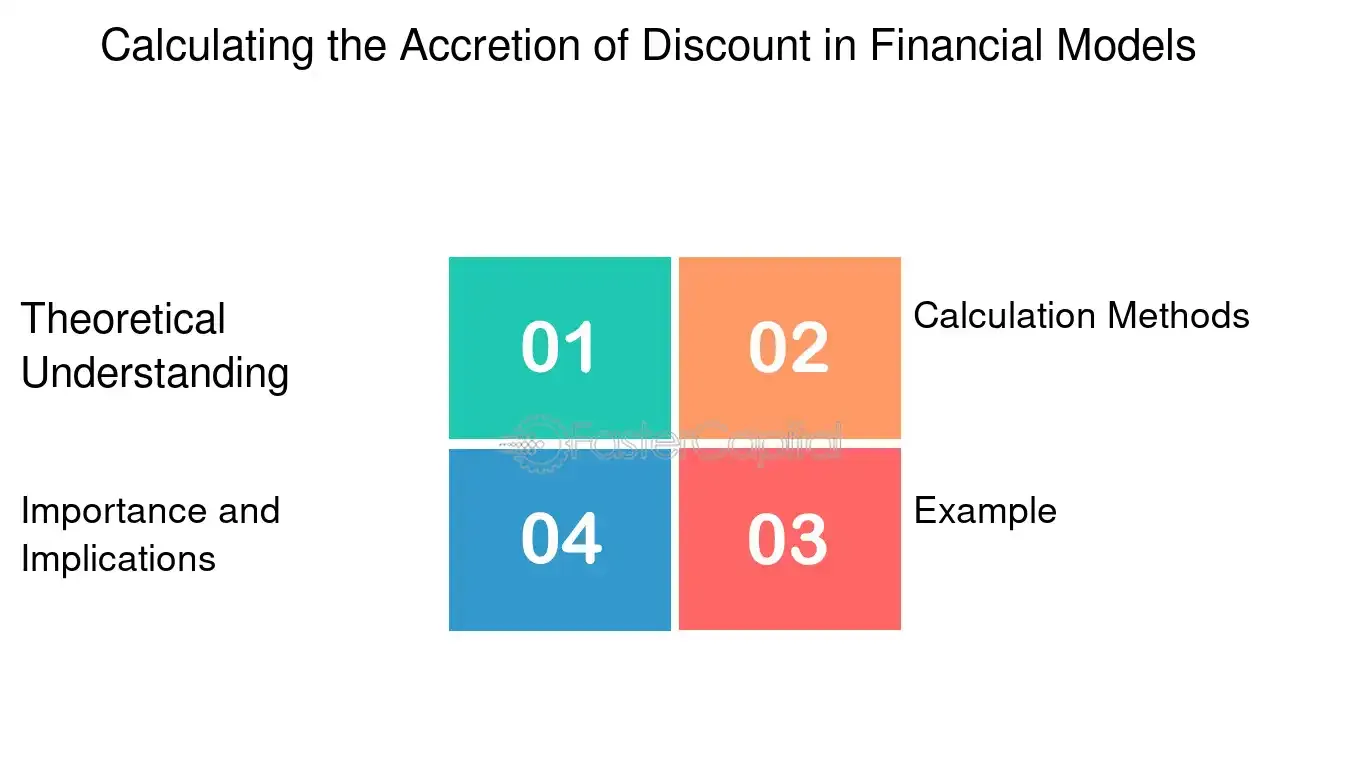 Calculating the Accretion of Discount in Financial Models
Theoretical
Understanding
01
02
Calculation Methods
FasterCapital
Importance and
Implications
04
03
Example